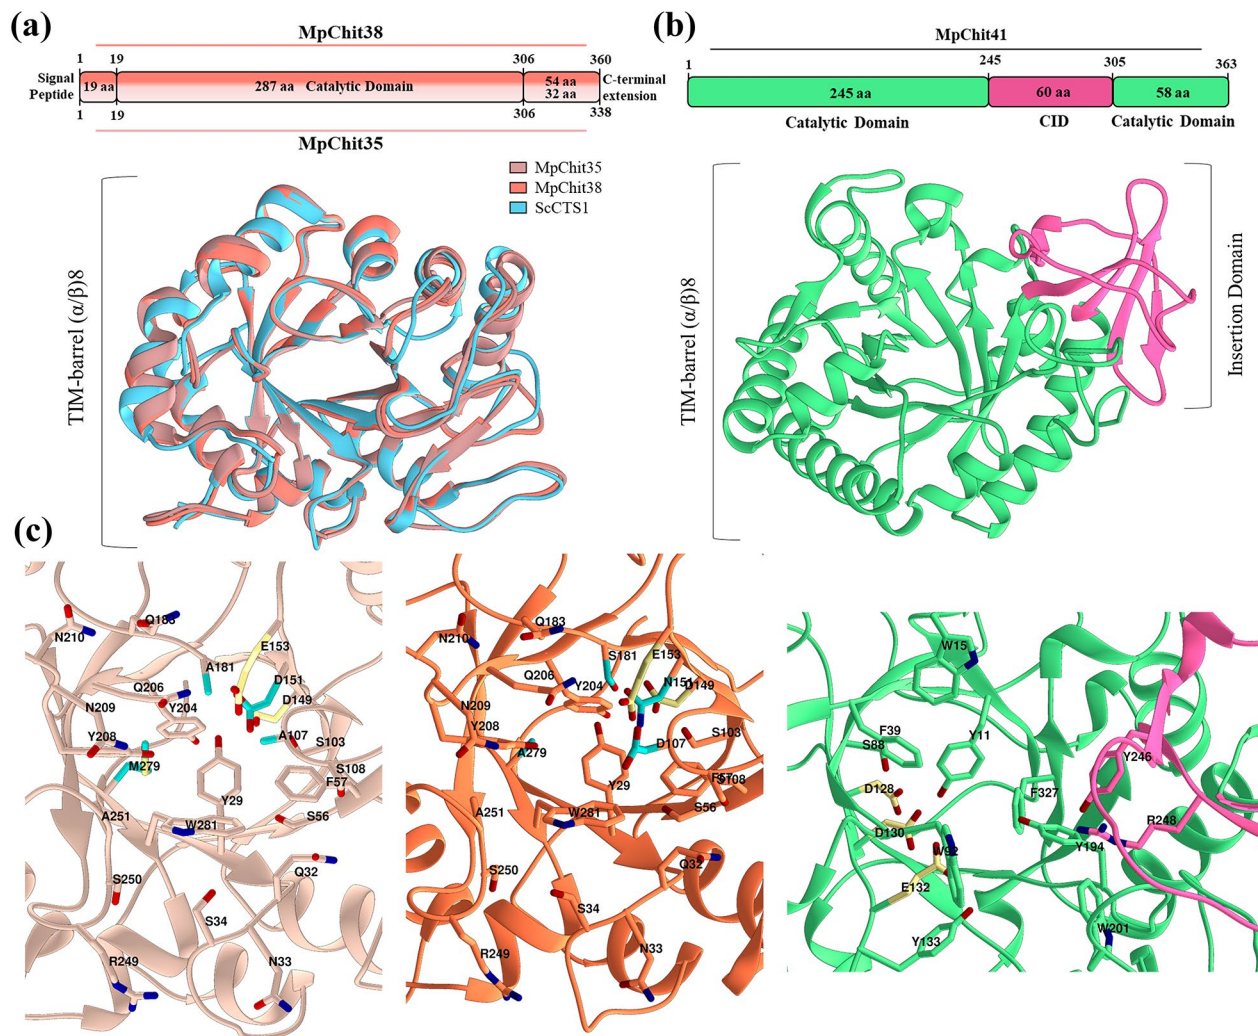 (a)
MpChit38
1 19 306 360
Signal Peptide
19 aa
287 aa Catalytic Domain
54 aa
32 aa
C-terminal extension
1 19 306 338
MpChit35
MpChit35
MpChit38
ScCTS1
TIM-barrel (α/β)8
(b)
MpChit41
1 245 305 363
245 aa
60 aa
58 aa
Catalytic Domain
CID
Catalytic Domain
TIM-barrel (α/β)8
Insertion Domain
(c)
N210
Q183
E153
A181
D151
Q206
D149
Y204
N209
A107
S103
Y208
M279
S108
F57
Y29
A251
W281
S56
Q32
S250
S34
R249
N33
N210
Q183
S181
E153
Q206
Y204
N151
D149
N209
Y208
S103
A279
D107
F57
S108
Y29
A251
W281
S56
S250
Q32
S34
R249
N33
W15
F39
S88
Y11
Y246
D128
F327
D130
R248
W92
Y194
E132
Y133
W201